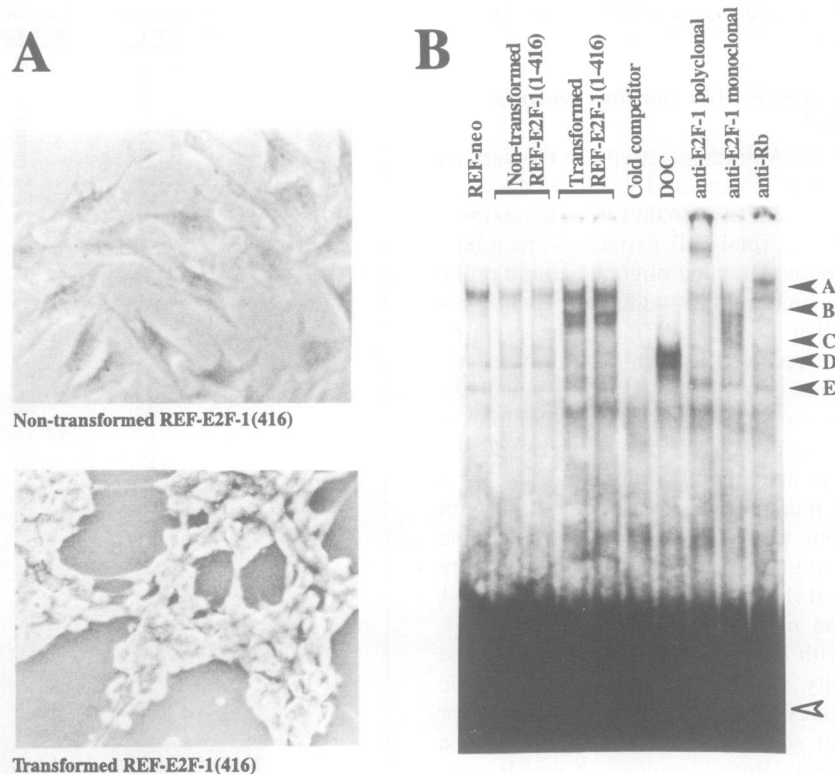 A
B
REF-neo
Non-transformed
REF-E2F-1(1-416)
Transformed
REF-E2F-1(1-416)
Cold competitor
DOC
anti-E2F-1 polyclonal
anti-E2F-1 monoclonal
anti-Rb
A
B
C
D
E
Non-transformed REF-E2F-1(416)
Transformed REF-E2F-1(416)